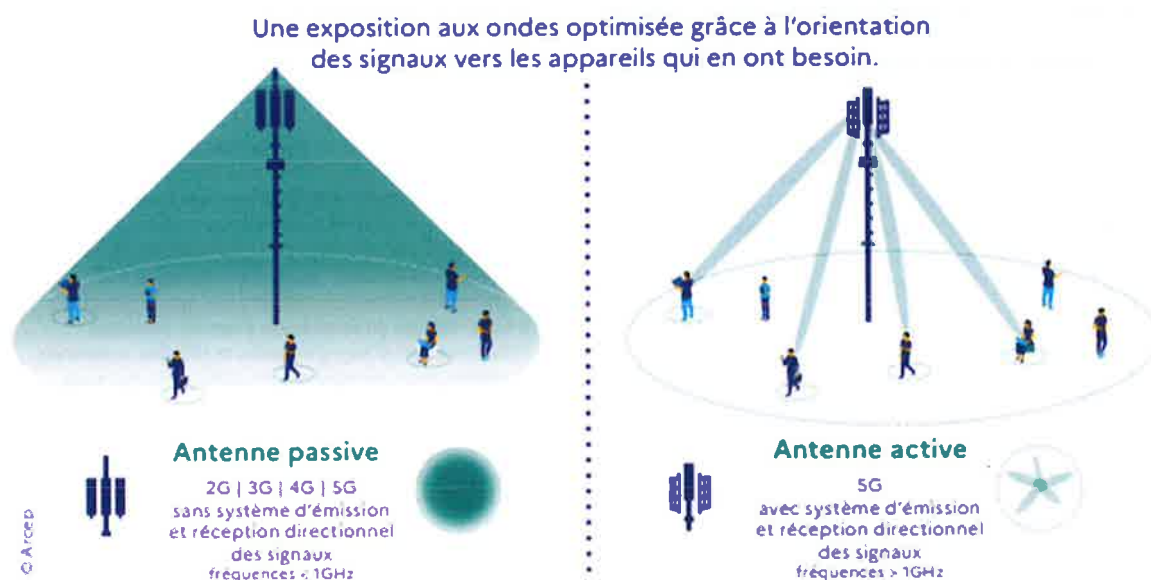 Une exposition aux ondes optimisée grâce à l'orientation
des signaux vers les appareils qui en ont besoin.
Antenne passive
2G | 3G | 4G | 5G
sans système d'émission
et réception directionnel
des signaux
fréquences < 1GHz
Antenne active
5G
avec système d'émission
et réception directionnel
des signaux
fréquences > 1GHz
© Arcep